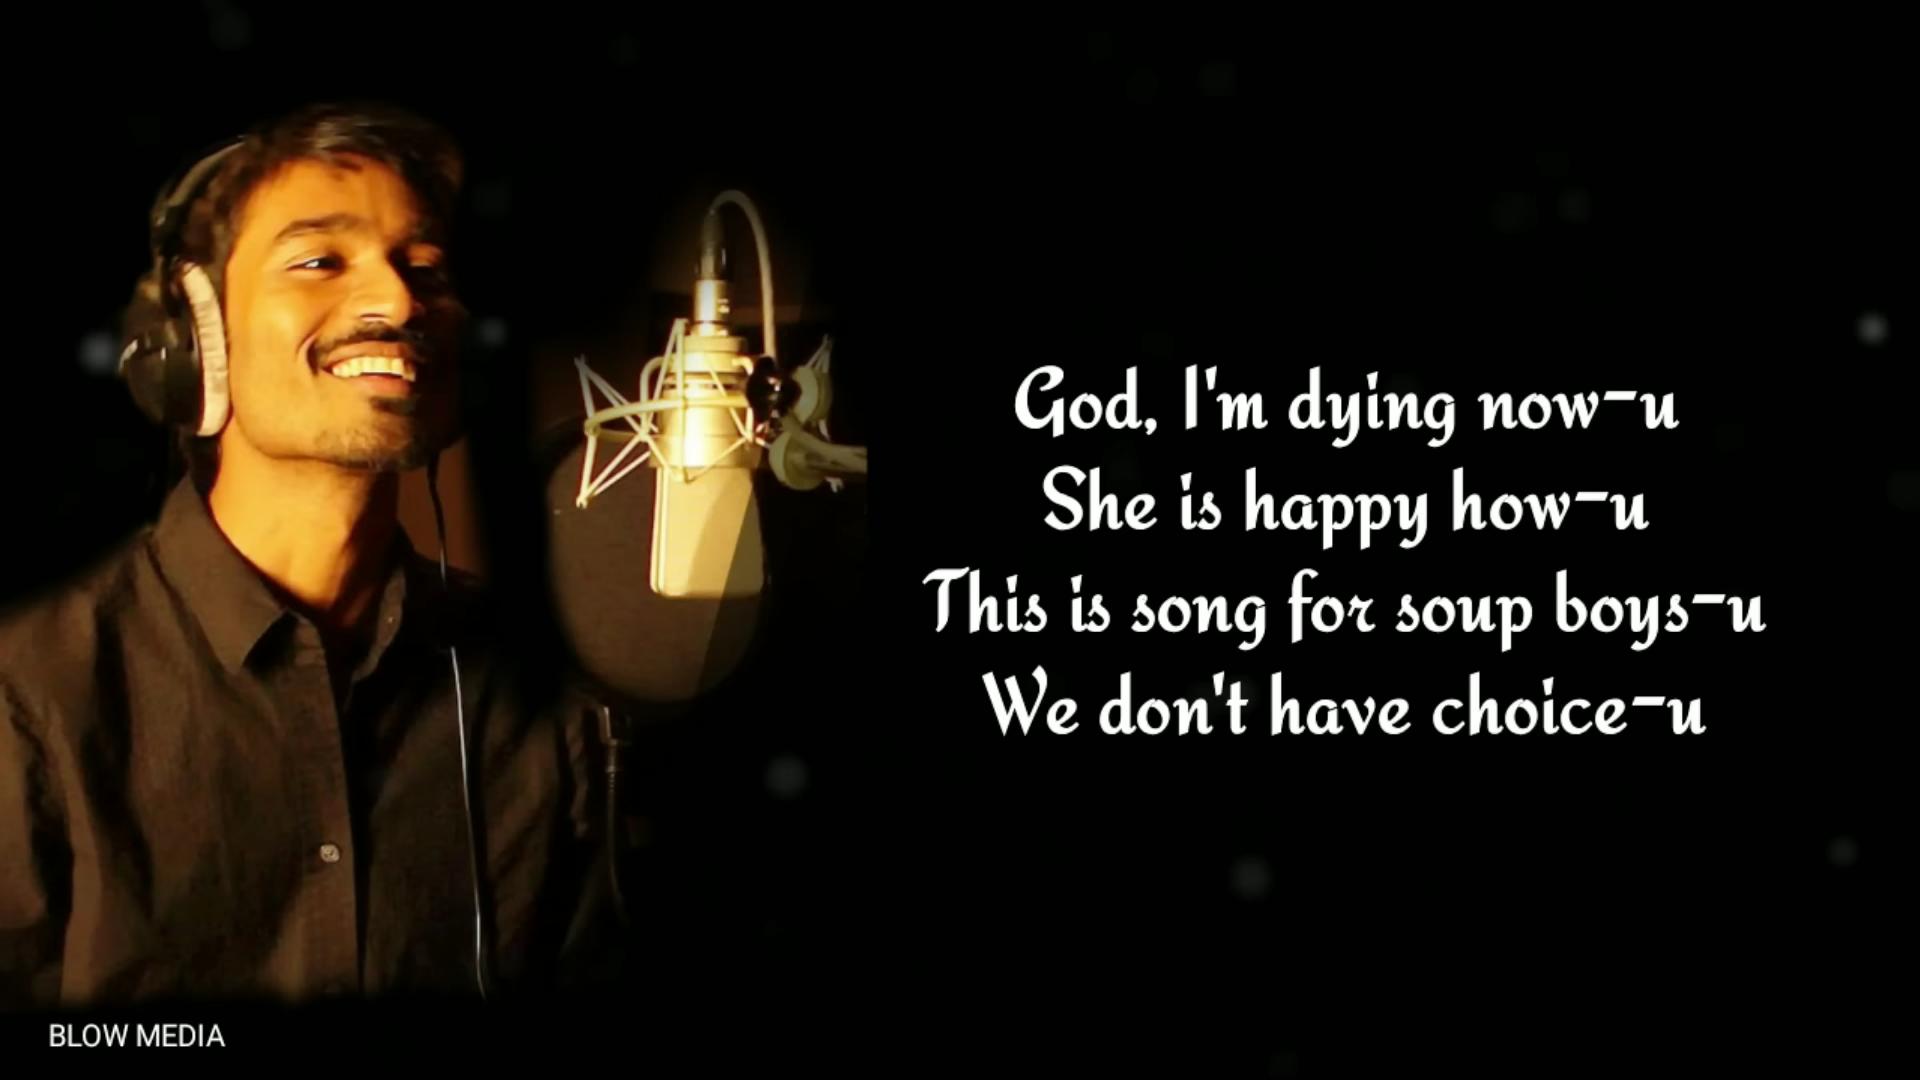 God, I'm dying now-u
She is happy how-u
This is song for soup boys-u
We don't have choice-u
BLOW MEDIA